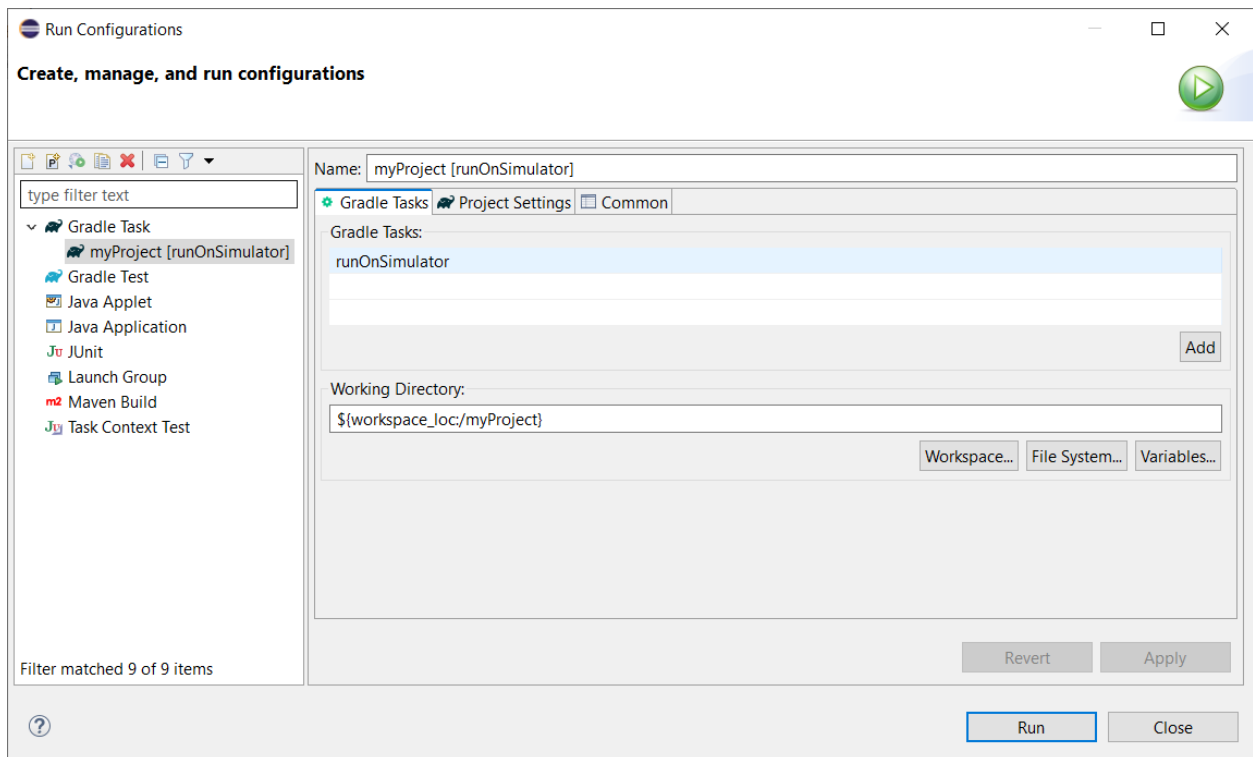 Run Configurations
Create, manage, and run configurations
type filter text
Gradle Task
myProject [runOnSimulator]
Gradle Test
Java Applet
Java Application
Ju JUnit
Launch Group
m2 Maven Build
Task Context Test
Filter matched 9 of 9 items
Name: myProject [runOnSimulator]
Gradle Tasks Project Settings Common
Gradle Tasks:
runOnSimulator
Add
Working Directory:
${workspace_loc:/myProject}
Workspace... File System... Variables...
Revert Apply
Run Close